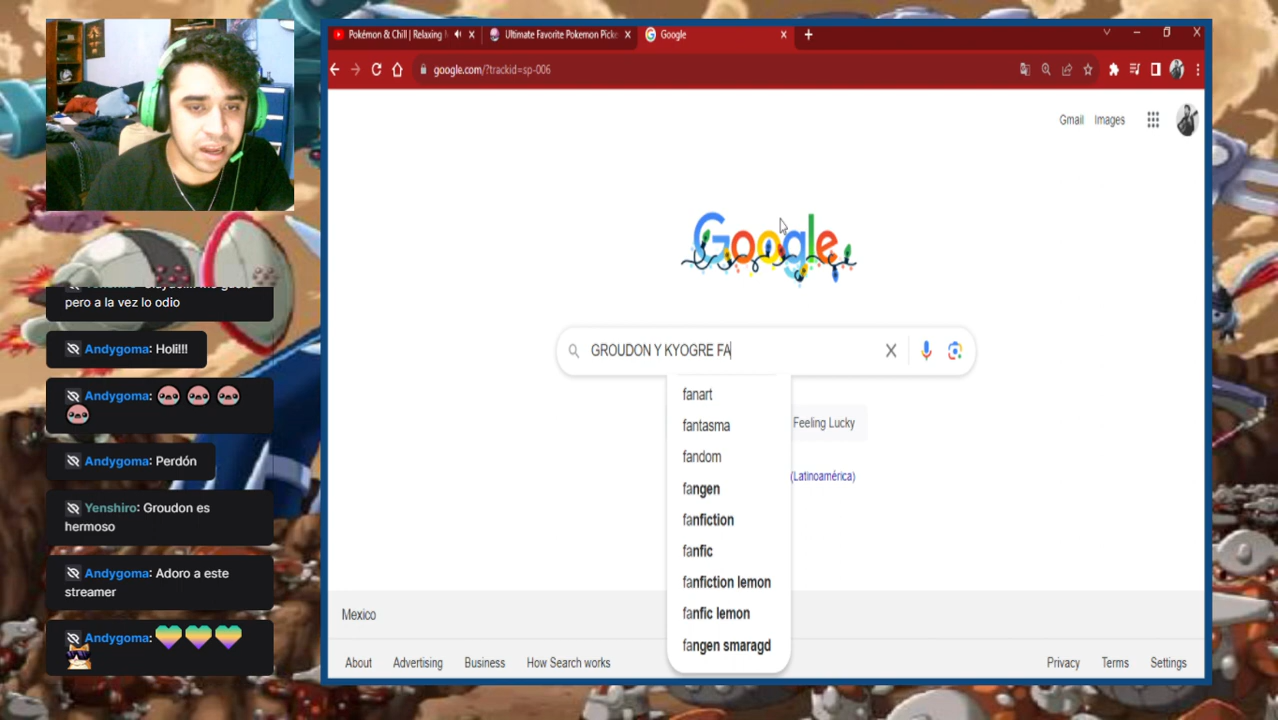 Pokémon & Chill | Relaxing
Ultimate Favorite Pokemon Picke
Google
google.com/?trackid=sp-006
Gmail
Images
Google
GROUDON Y KYOGRE FA
fanart
fantasma
fandom
fangen
fanfiction
fanfic
fanfiction lemon
fanfic lemon
fangen smaragd
Feeling Lucky
(Latinoamérica)
Mexico
About
Advertising
Business
How Search works
Privacy
Terms
Settings
pero a la vez lo odio
Andygoma: Holi!!!
Andygoma:
Andygoma: Perdón
Yenshiro: Groudon es
hermoso
Andygoma: Adoro a este
streamer
Andygoma: